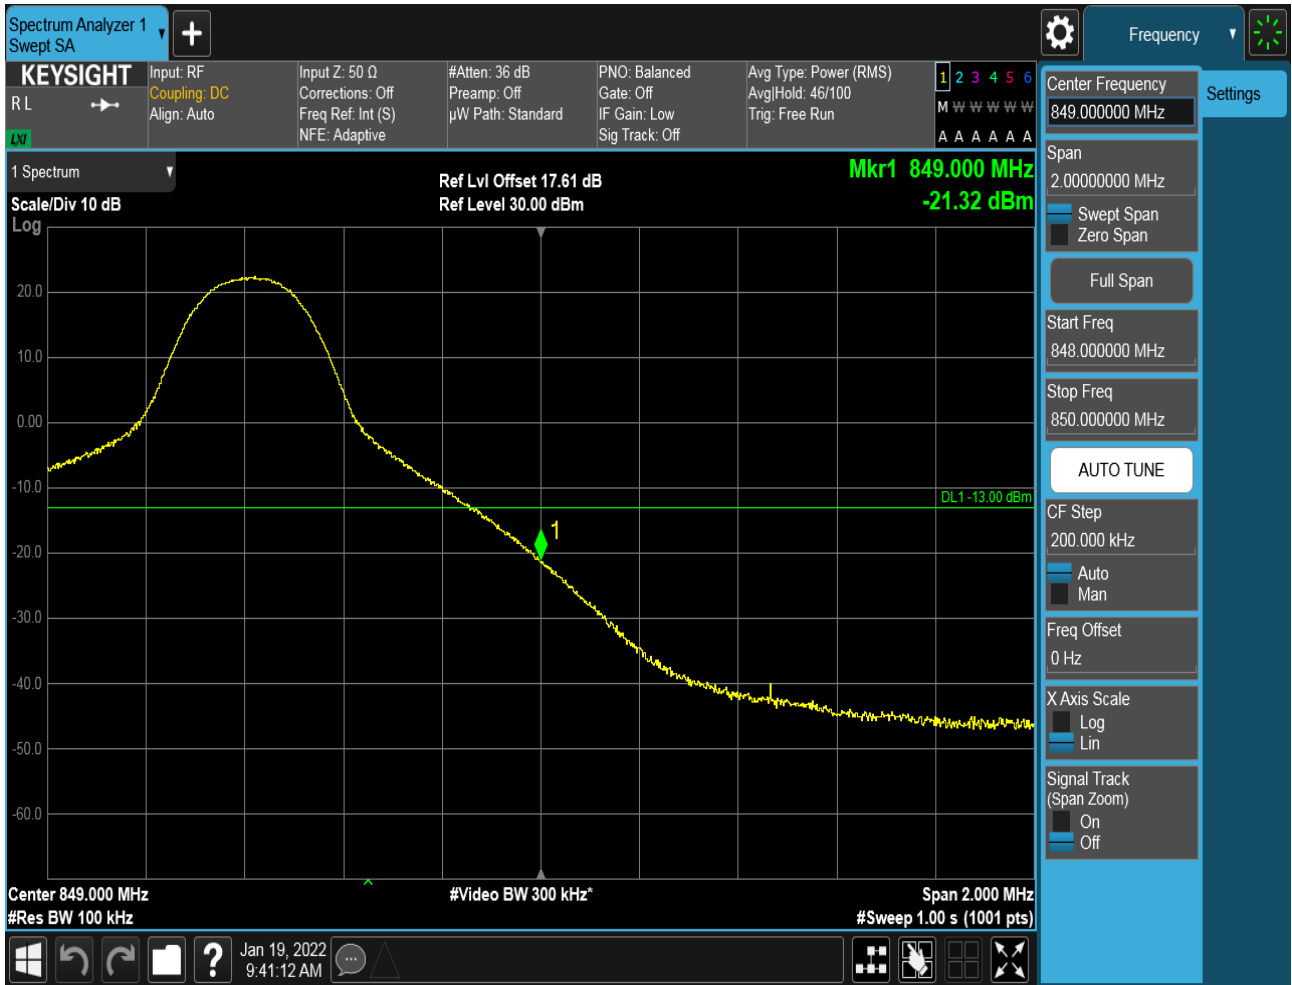 Spectrum Analyzer 1
Swept SA
Frequency
KEYSIGHT
R L
LXI
Input: RF
Coupling: DC
Align: Auto
Input Z: 50 Ω
Corrections: Off
Freq Ref: Int (S)
NFE: Adaptive
#Atten: 36 dB
Preamp: Off
µW Path: Standard
PNO: Balanced
Gate: Off
IF Gain: Low
Sig Track: Off
Avg Type: Power (RMS)
Avg|Hold: 46/100
Trig: Free Run
1 2 3 4 5 6
M W W W W W
A A A A A A
1 Spectrum
Scale/Div 10 dB
Log
Ref Lvl Offset 17.61 dB
Ref Level 30.00 dBm
Mkr1 849.000 MHz
-21.32 dBm
20.0
10.0
0.00
-10.0
-20.0
-30.0
-40.0
-50.0
-60.0
DL1 -13.00 dBm
1
Center 849.000 MHz
#Res BW 100 kHz
#Video BW 300 kHz*
Span 2.000 MHz
#Sweep 1.00 s (1001 pts)
Jan 19, 2022
9:41:12 AM
Center Frequency
849.000000 MHz
Settings
Span
2.00000000 MHz
Swept Span
Zero Span
Full Span
Start Freq
848.000000 MHz
Stop Freq
850.000000 MHz
AUTO TUNE
CF Step
200.000 kHz
Auto
Man
Freq Offset
0 Hz
X Axis Scale
Log
Lin
Signal Track
(Span Zoom)
On
Off